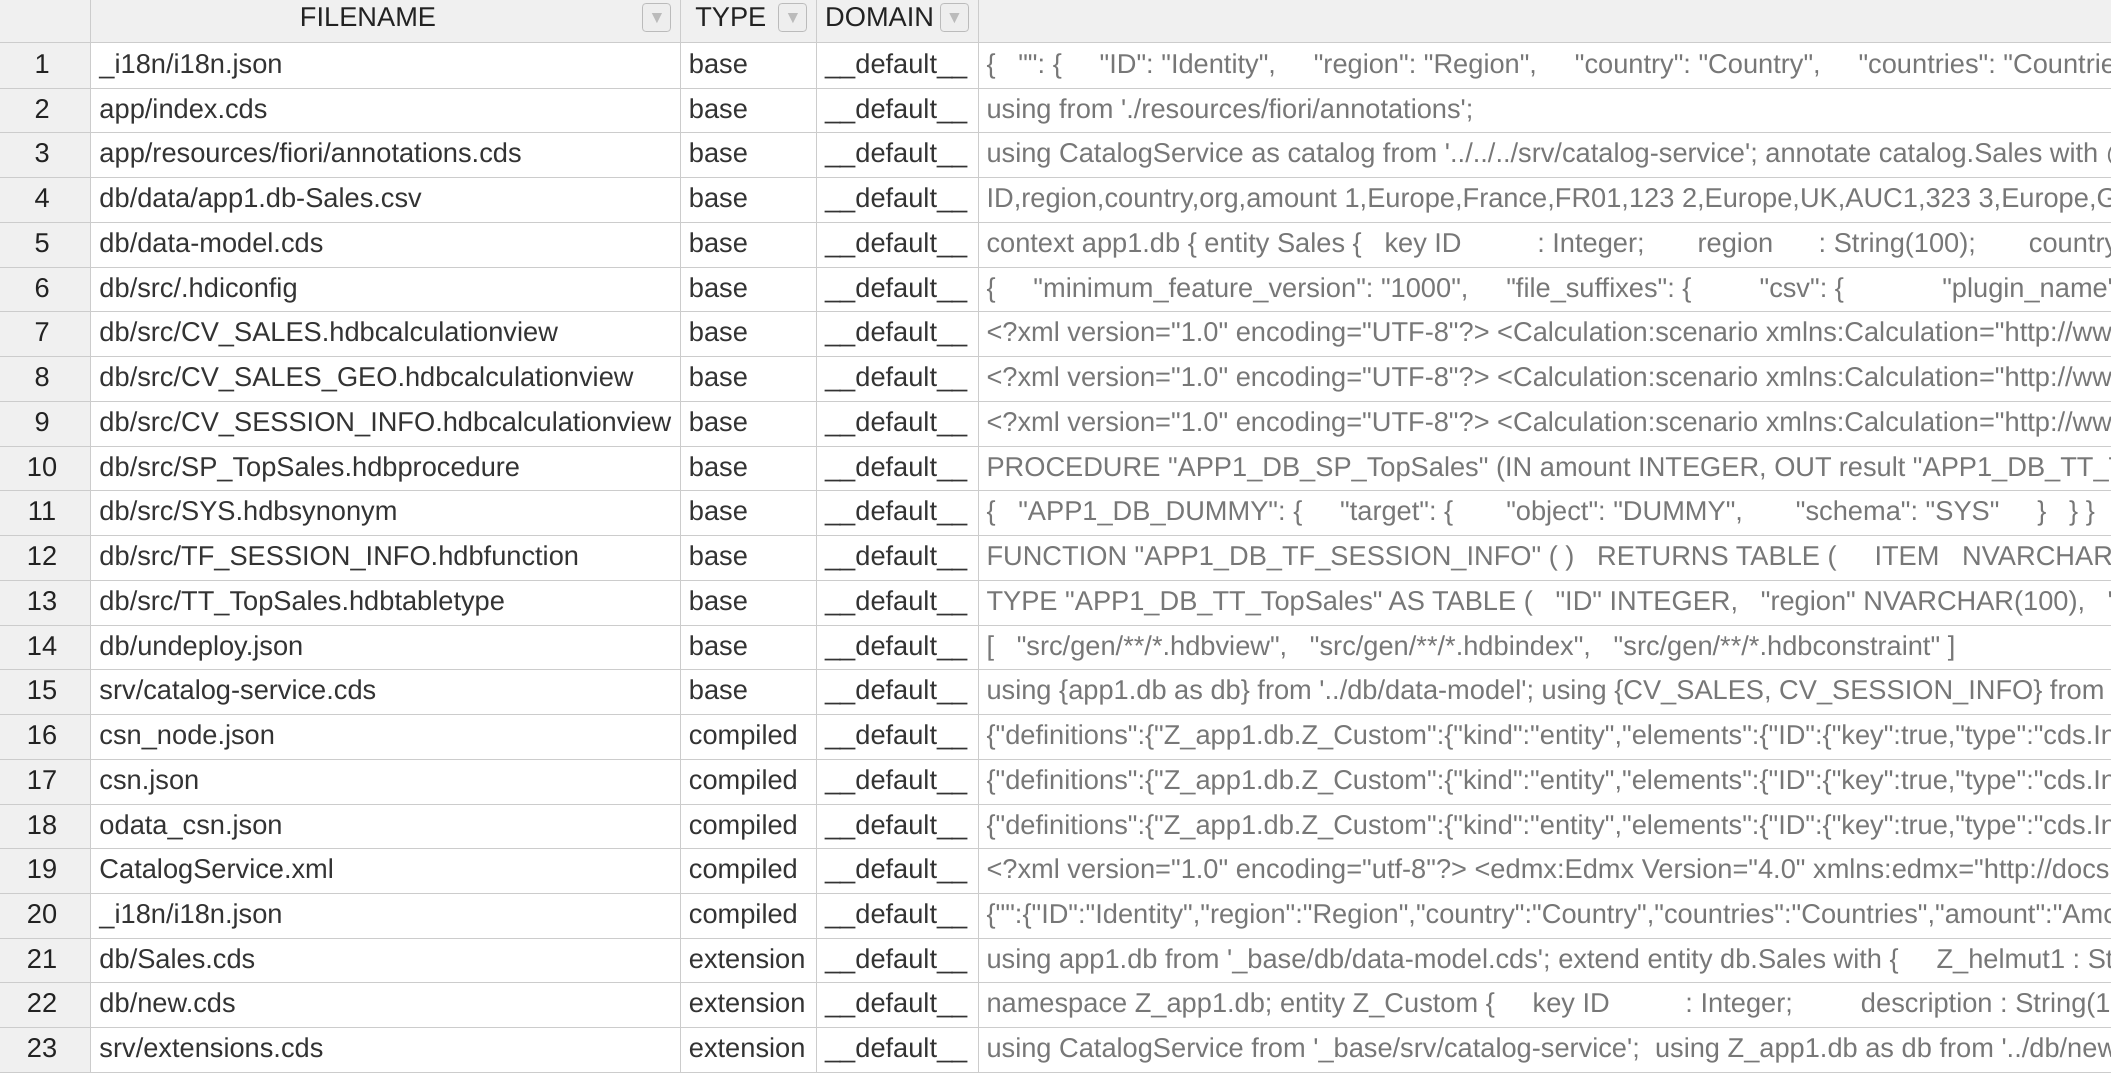 FILENAME TYPE DOMAIN
1 _i18n/i18n.json base __default__ { "": { "ID": "Identity", "region": "Region", "country": "Country", "countries": "Countrie
2 app/index.cds base __default__ using from './resources/fiori/annotations';
3 app/resources/fiori/annotations.cds base __default__ using CatalogService as catalog from '../../../srv/catalog-service'; annotate catalog.Sales with @
4 db/data/app1.db-Sales.csv base __default__ ID,region,country,org,amount 1,Europe,France,FR01,123 2,Europe,UK,AUC1,323 3,Europe,G
5 db/data-model.cds base __default__ context app1.db { entity Sales { key ID : Integer; region : String(100); country
6 db/src/.hdiconfig base __default__ { "minimum_feature_version": "1000", "file_suffixes": { "csv": { "plugin_name"
7 db/src/CV_SALES.hdbcalculationview base __default__ <?xml version="1.0" encoding="UTF-8"?> <Calculation:scenario xmlns:Calculation="http://ww
8 db/src/CV_SALES_GEO.hdbcalculationview base __default__ <?xml version="1.0" encoding="UTF-8"?> <Calculation:scenario xmlns:Calculation="http://ww
9 db/src/CV_SESSION_INFO.hdbcalculationview base __default__ <?xml version="1.0" encoding="UTF-8"?> <Calculation:scenario xmlns:Calculation="http://ww
10 db/src/SP_TopSales.hdbprocedure base __default__ PROCEDURE "APP1_DB_SP_TopSales" (IN amount INTEGER, OUT result "APP1_DB_TT_
11 db/src/SYS.hdbsynonym base __default__ { "APP1_DB_DUMMY": { "target": { "object": "DUMMY", "schema": "SYS" } } }
12 db/src/TF_SESSION_INFO.hdbfunction base __default__ FUNCTION "APP1_DB_TF_SESSION_INFO" ( ) RETURNS TABLE ( ITEM NVARCHAR
13 db/src/TT_TopSales.hdbtabletype base __default__ TYPE "APP1_DB_TT_TopSales" AS TABLE ( "ID" INTEGER, "region" NVARCHAR(100), "
14 db/undeploy.json base __default__ [ "src/gen/**/*.hdbview", "src/gen/**/*.hdbindex", "src/gen/**/*.hdbconstraint" ]
15 srv/catalog-service.cds base __default__ using {app1.db as db} from '../db/data-model'; using {CV_SALES, CV_SESSION_INFO} from
16 csn_node.json compiled __default__ {"definitions":{"Z_app1.db.Z_Custom":{"kind":"entity","elements":{"ID":{"key":true,"type":"cds.In
17 csn.json compiled __default__ {"definitions":{"Z_app1.db.Z_Custom":{"kind":"entity","elements":{"ID":{"key":true,"type":"cds.In
18 odata_csn.json compiled __default__ {"definitions":{"Z_app1.db.Z_Custom":{"kind":"entity","elements":{"ID":{"key":true,"type":"cds.In
19 CatalogService.xml compiled __default__ <?xml version="1.0" encoding="utf-8"?> <edmx:Edmx Version="4.0" xmlns:edmx="http://docs
20 _i18n/i18n.json compiled __default__ {"":{"ID":"Identity","region":"Region","country":"Country","countries":"Countries","amount":"Amo
21 db/Sales.cds extension __default__ using app1.db from '_base/db/data-model.cds'; extend entity db.Sales with { Z_helmut1 : St
22 db/new.cds extension __default__ namespace Z_app1.db; entity Z_Custom { key ID : Integer; description : String(1
23 srv/extensions.cds extension __default__ using CatalogService from '_base/srv/catalog-service'; using Z_app1.db as db from '../db/new